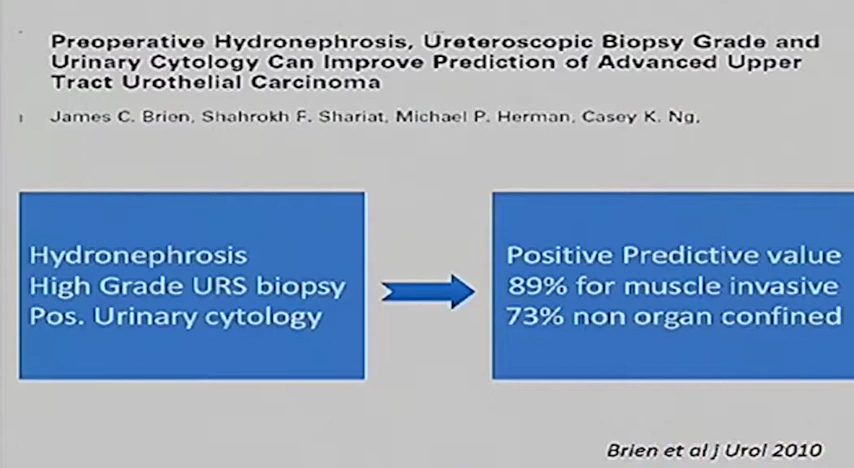 Preoperative Hydronephrosis, Ureteroscopic Biopsy Grade and
Urinary Cytology Can Improve Prediction of Advanced Upper
Tract Urothelial Carcinoma
James C. Brien, Shahrokh F. Shariat, Michael P. Herman, Casey K. Ng,
Hydronephrosis
High Grade URS biopsy
Pos. Urinary cytology
Positive Predictive value
89% for muscle invasive
73% non organ confined
Brien et al J Urol 2010